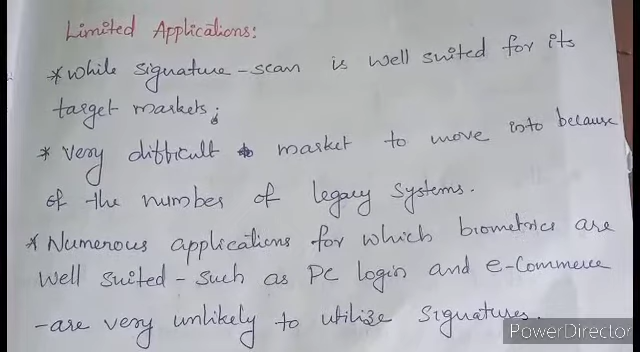 Limited Applications:
* While signature-scan is well suited for its
target markets;
* very difficult market to move into because
of the number of legacy systems.
* Numerous applications for which biometrics are
well suited - such as PC login and e-Commerce
-are very unlikely to utilize signatures.
PowerDirector